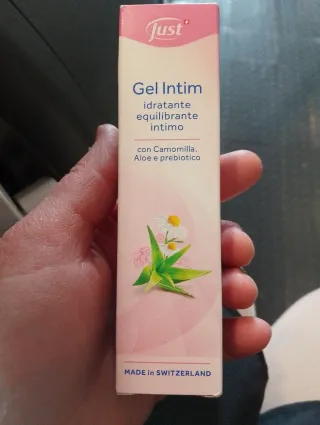 Just
Gel Intim
idratante
equilibrante
intimo
con Camomilla,
Aloe e prebiotico
MADE in SWITZERLAND